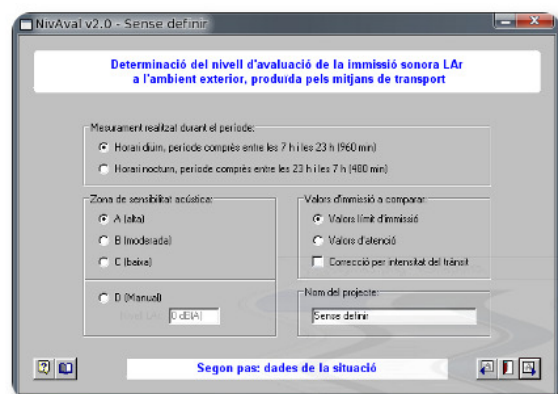 NivAval v2.0 - Sense definir
Determinació del nivell d'avaluació de la immissió sonora LAr
a l'ambient exterior, produïda pels mitjans de transport
Mesurament realitzat durant el període:
Horari diürn, període comprès entre les 7 h i les 23 h (960 min)
Horari nocturn, període comprès entre les 23 h i les 7 h (480 min)
Zona de sensibilitat acústica:
A (alta)
B (moderada)
C (baixa)
D (Manual)
Nivell LAr:
0 dB(A)
Valors d'immissió a comparar:
Valors límit d'immissió
Valors d'atenció
Correcció per intensitat del trànsit
Nom del projecte:
Sense definir
Segon pas: dades de la situació